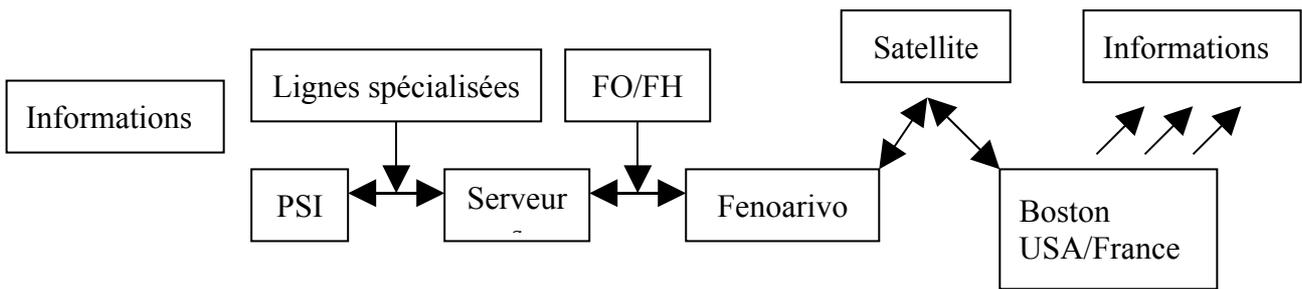 Informations
Lignes spécialisées
FO/FH
Satellite
Informations
PSI
Serveur
Fenoarivo
Boston
USA/France